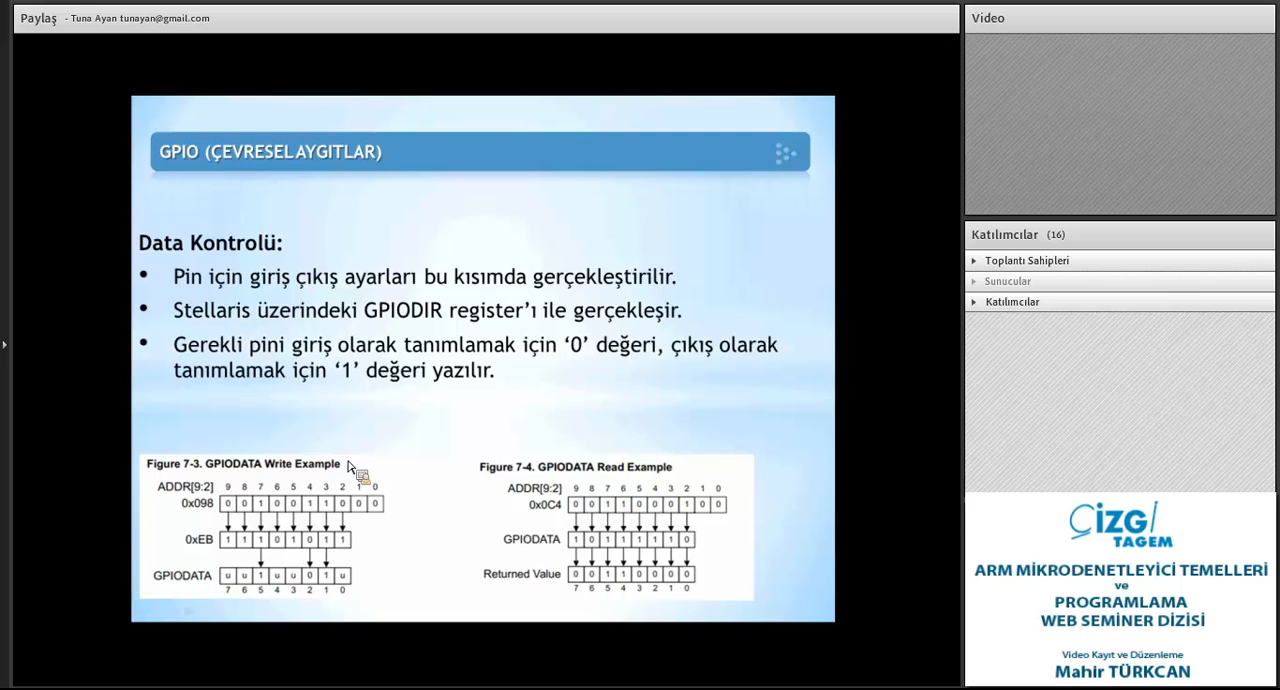 Paylaş - Tuna Ayan tunayan@gmail.com
GPIO (ÇEVRESEL AYGITLAR)
Data Kontrolü:
• Pin için giriş çıkış ayarları bu kısımda gerçekleştirilir.
• Stellaris üzerindeki GPIODIR register’ı ile gerçekleşir.
• Gerekli pini giriş olarak tanımlamak için ‘0’ değeri, çıkış olarak
tanımlamak için ‘1’ değeri yazılır.
Figure 7-3. GPIODATA Write Example
ADDR[9:2] 9 8 7 6 5 4 3 2 1 0
0x098 0 0 1 0 0 1 1 0 0 0
0xEB 1 1 1 0 1 0 1 1
GPIODATA u u 1 u u 0 1 u
7 6 5 4 3 2 1 0
Figure 7-4. GPIODATA Read Example
ADDR[9:2] 9 8 7 6 5 4 3 2 1 0
0x0C4 0 0 1 1 0 0 0 1 0 0
GPIODATA 1 0 1 1 1 1 1 0
Returned Value 0 0 1 1 0 0 0 0
7 6 5 4 3 2 1 0
Video
Katılımcılar (16)
Toplantı Sahipleri
Sunucular
Katılımcılar
ÇİZGİ
TAGEM
ARM MİKRODENETLEYİCİ TEMELLERİ
ve
PROGRAMLAMA
WEB SEMİNER DİZİSİ
Video Kayıt ve Düzenleme
Mahir TÜRKCAN